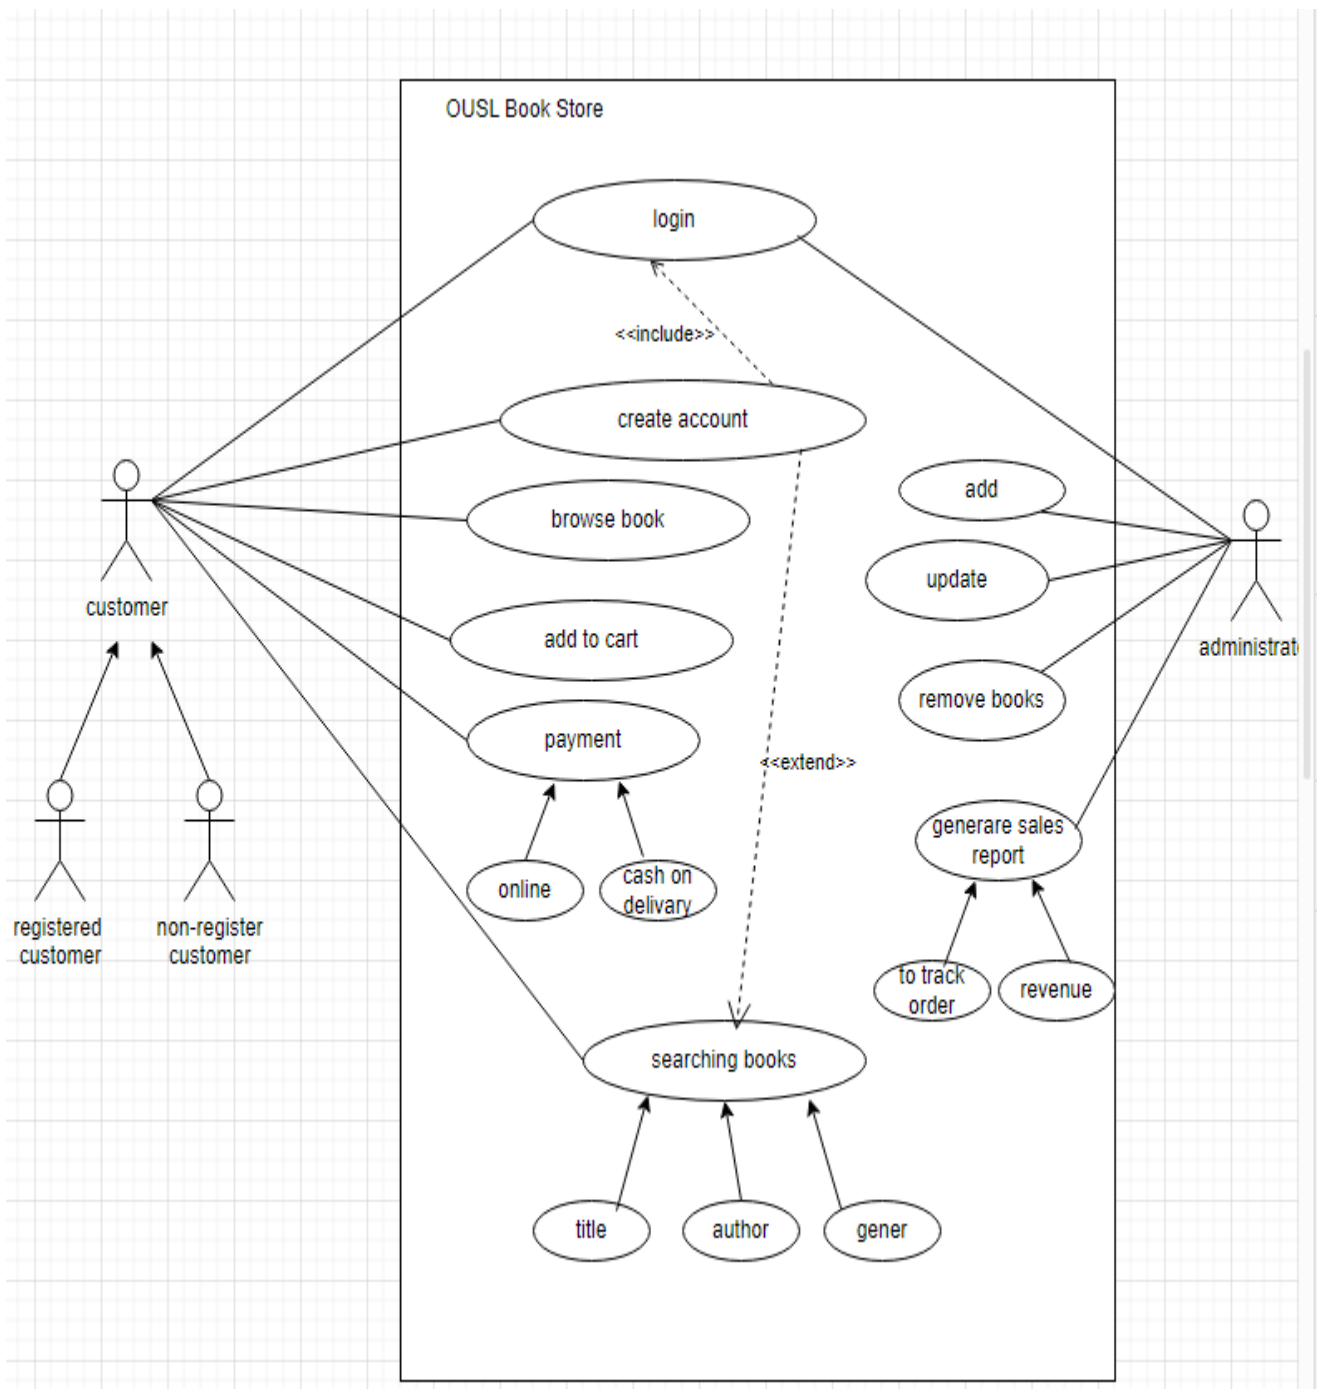 OUSL Book Store
login
<<include>>
create account
browse book
add
update
customer
add to cart
administrat
remove books
payment
<<extend>>
generare sales
report
online
cash on
delivary
registered
customer
non-register
customer
to track
order
revenue
searching books
title
author
gener